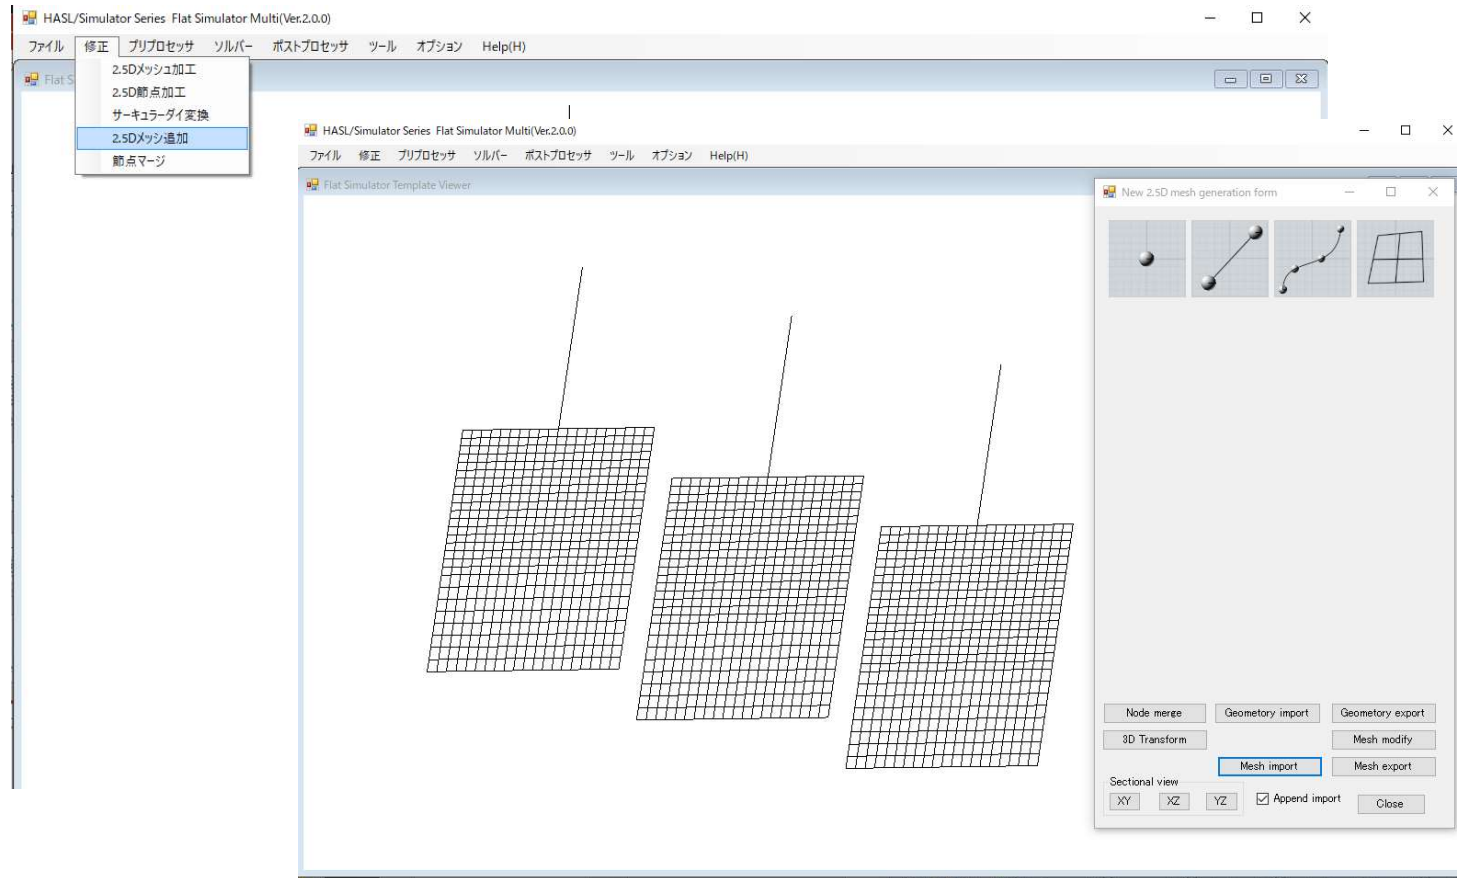 HASL/Simulator Series Flat Simulator Multi(Ver.2.0.0)
ファイル 修正 プリプロセッサ ソルバー ポストプロセッサ ツール オプション Help(H)
Flat S
2.5Dメッシュ加工
2.5D節点加工
サーキュラーダイ変換
2.5Dメッシ追加
節点マージ
HASL/Simulator Series Flat Simulator Multi(Ver.2.0.0)
ファイル 修正 プリプロセッサ ソルバー ポストプロセッサ ツール オプション Help(H)
Flat Simulator Template Viewer
New 2.5D mesh generation form
Node merge Geometory import Geometory export
3D Transform Mesh modify
Mesh import Mesh export
Sectional view
XY XZ YZ Append import Close